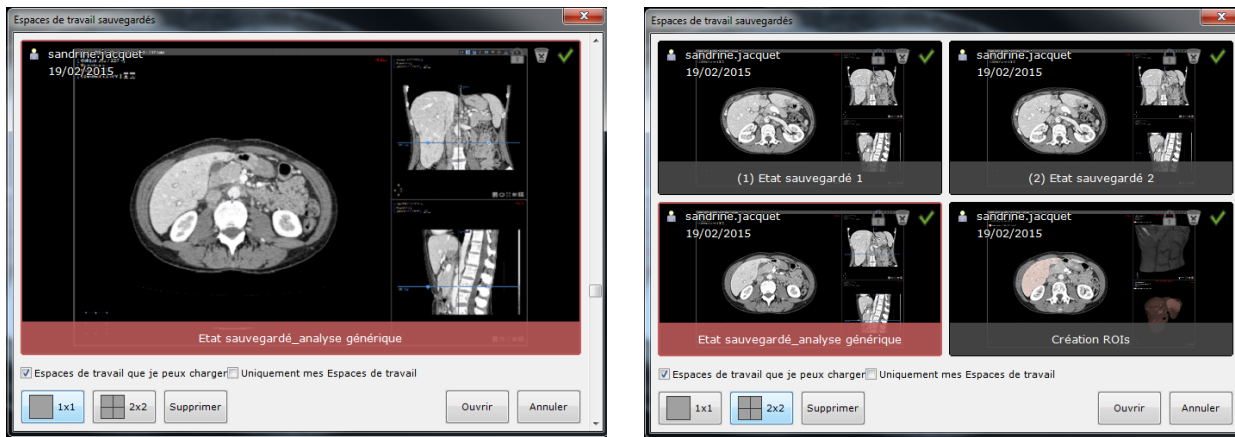 Espaces de travail sauvegardés
sandrine.jacquet
19/02/2015
Etat sauvegardé_analyse générique
Espaces de travail que je peux charger
Uniquement mes Espaces de travail
1x1
2x2
Supprimer
Ouvrir
Annuler
Espaces de travail sauvegardés
sandrine.jacquet
19/02/2015
(1) Etat sauvegardé 1
sandrine.jacquet
19/02/2015
(2) Etat sauvegardé 2
sandrine.jacquet
19/02/2015
Etat sauvegardé_analyse générique
sandrine.jacquet
19/02/2015
Création ROIs
Espaces de travail que je peux charger
Uniquement mes Espaces de travail
1x1
2x2
Supprimer
Ouvrir
Annuler